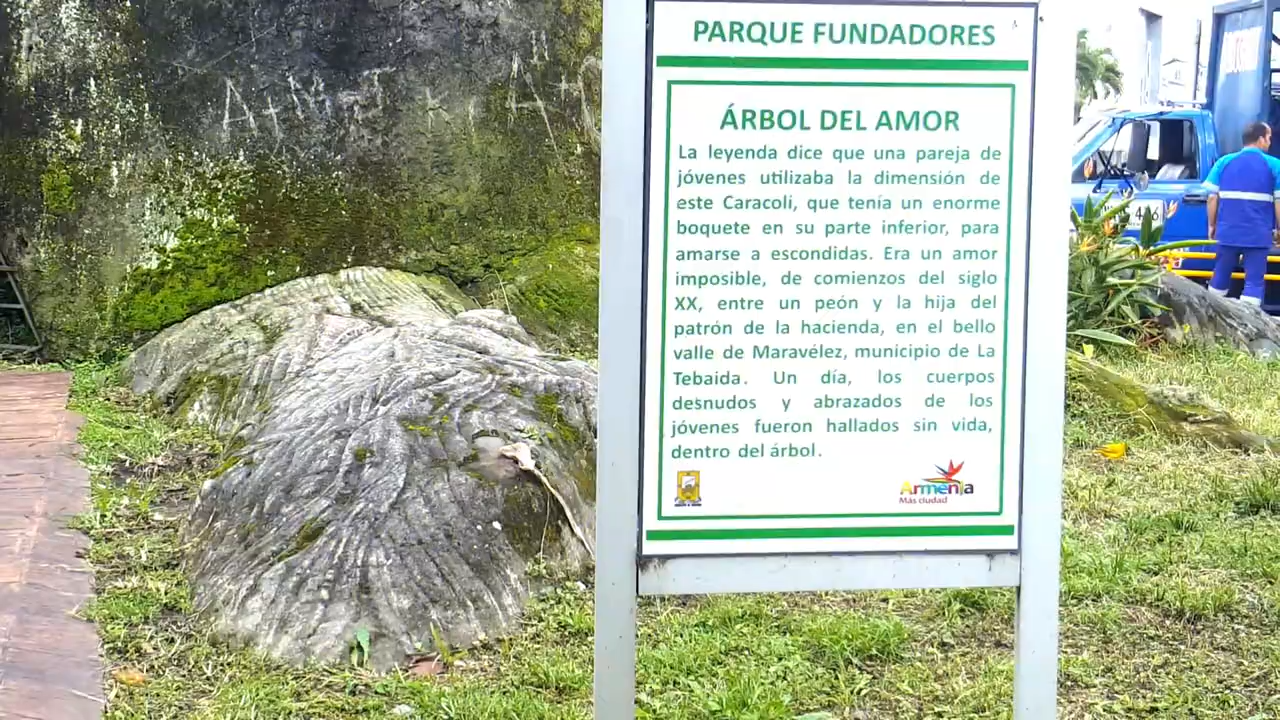 PARQUE FUNDADORES
ÁRBOL DEL AMOR
La leyenda dice que una pareja de
jóvenes utilizaba la dimensión de
este Caracolí, que tenía un enorme
boquete en su parte inferior, para
amarse a escondidas. Era un amor
imposible, de comienzos del siglo
XX, entre un peón y la hija del
patrón de la hacienda, en el bello
valle de Maravélez, municipio de La
Tebaida. Un día, los cuerpos
desnudos y abrazados de los
jóvenes fueron hallados sin vida,
dentro del árbol.
Armenia
Más ciudad